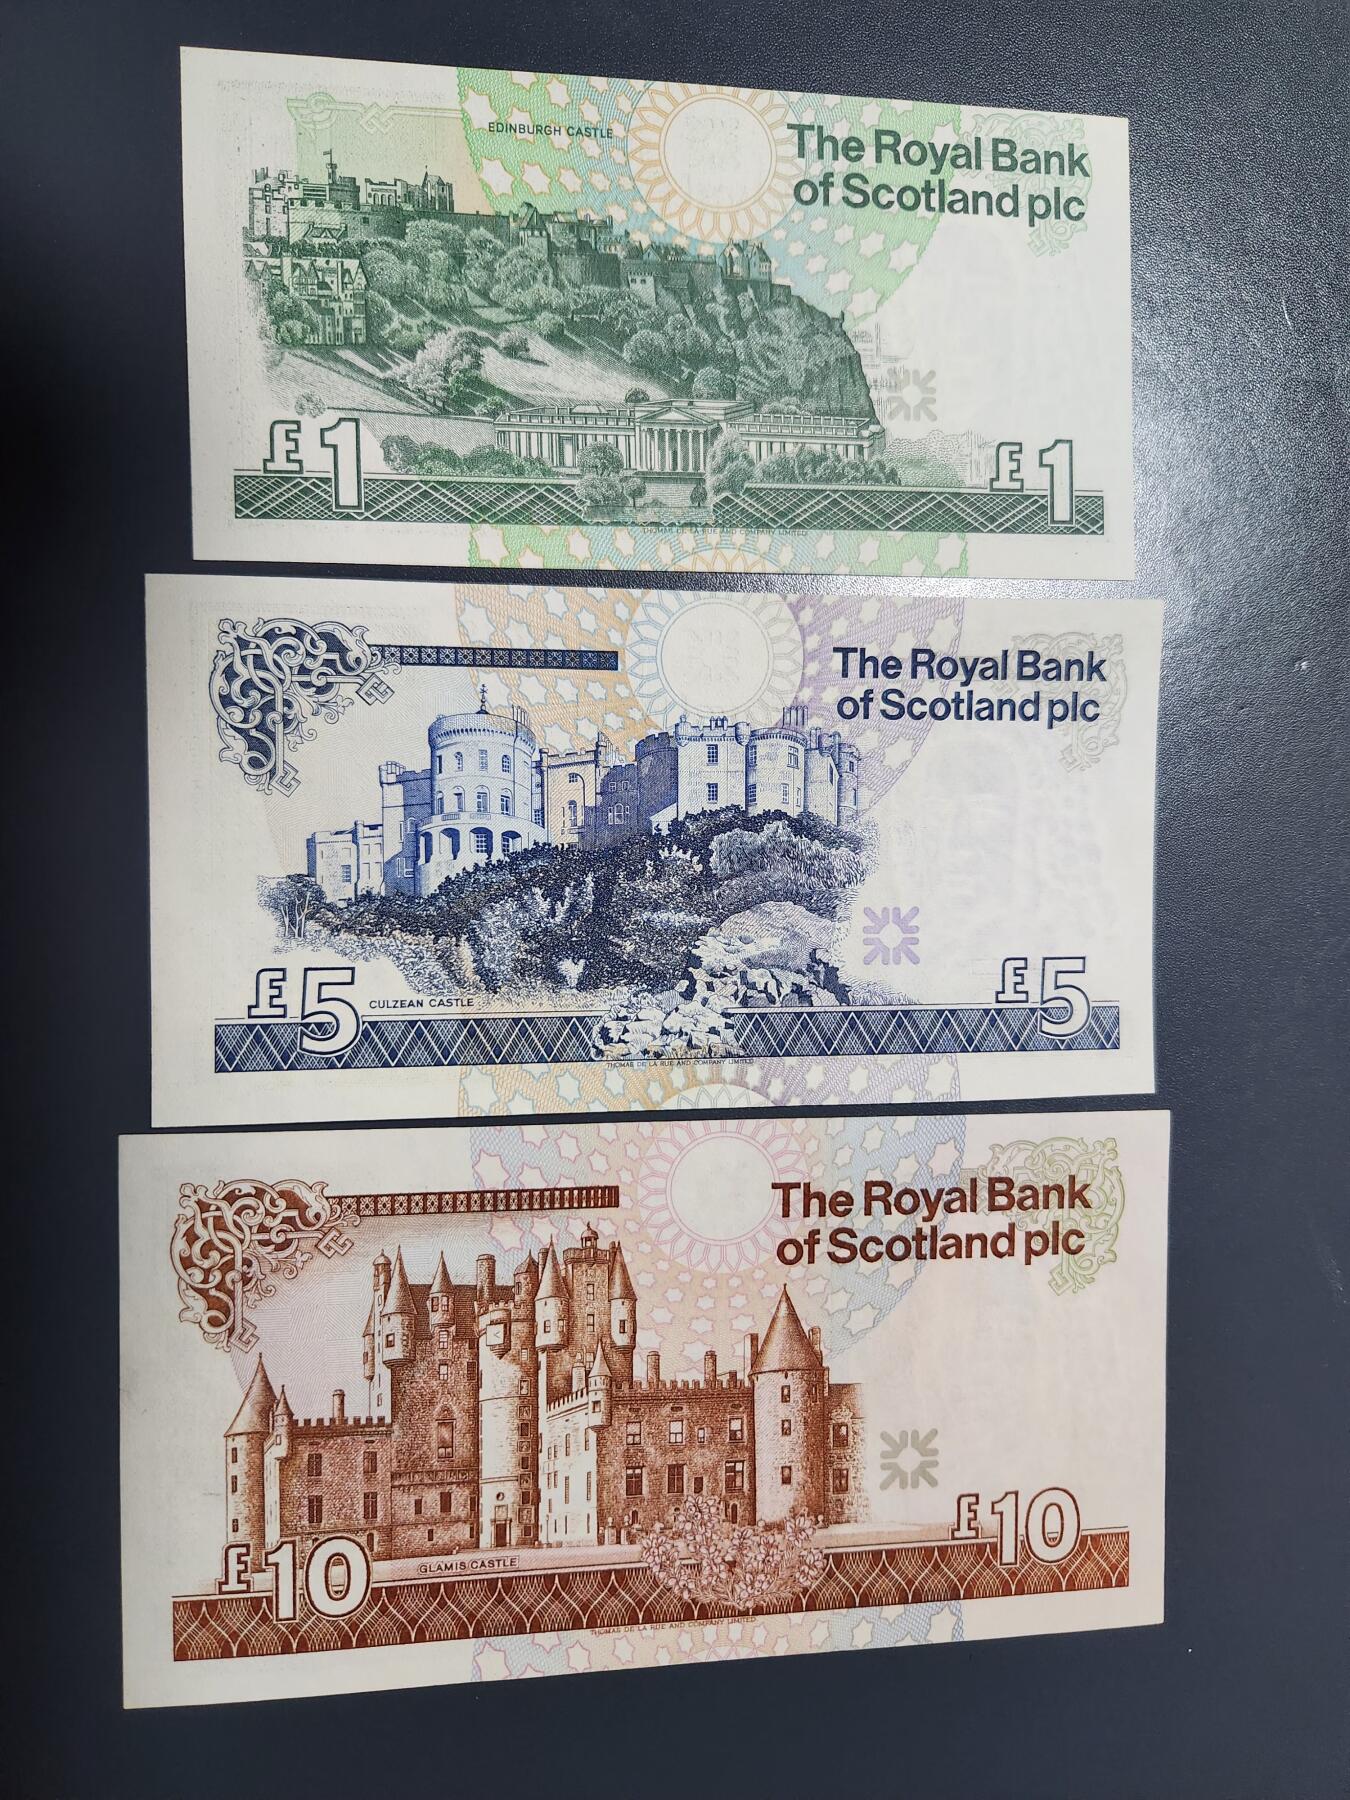 EDINBURGH CASTLE
The Royal Bank
of Scotland plc
£1
£1
THOMAS DE LA RUE AND COMPANY LIMITED
The Royal Bank
of Scotland plc
£5
CULZEAN CASTLE
£5
THOMAS DE LA RUE AND COMPANY LIMITED
The Royal Bank
of Scotland plc
£10
GLAMIS CASTLE
£10
THOMAS DE LA RUE AND COMPANY LIMITED